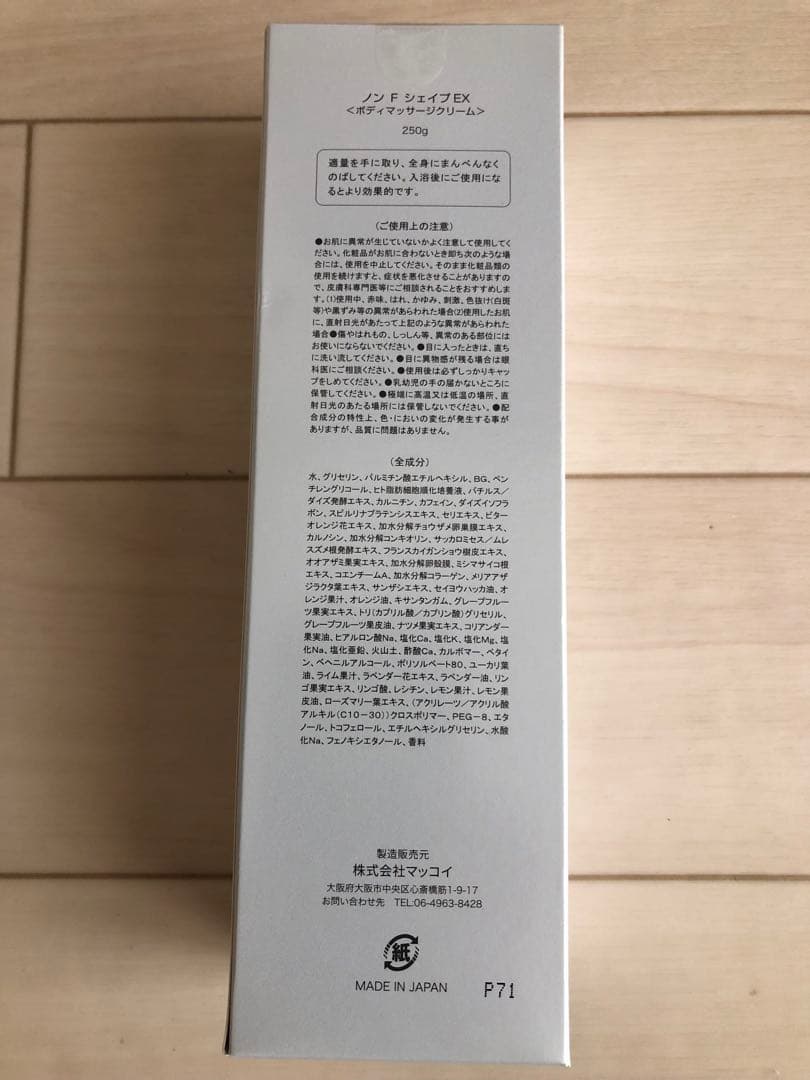 ノン F シェイプEX
＜ボディマッサージクリーム＞
250g
適量を手に取り、全身にまんべんなく
のばしてください。入浴後にご使用にな
るとより効果的です。
（ご使用上の注意）
●お肌に異常が生じていないかよく注意して使用してく
ださい。化粧品がお肌に合わないとき即ち次のような場
合には、使用を中止してください。そのまま化粧品類の
使用を続けますと、症状を悪化させることがありますの
で、皮膚科専門医等にご相談されることをおすすめしま
す。(1)使用中、赤味、はれ、かゆみ、刺激、色抜け(白斑
等)や黒ずみ等の異常があらわれた場合(2)使用したお肌
に、直射日光があたって上記のような異常があらわれた
場合●傷やはれもの、しっしん等、異常のある部位には
お使いにならないでください。●目に入ったときは、直ち
に洗い流してください。●目に異物感が残る場合は眼
科医にご相談ください。●使用後は必ずしっかりキャッ
プをしめてください。●乳幼児の手の届かないところに
保管してください。●極端に高温又は低温の場所、直
射日光のあたる場所には保管しないでください。●配
合成分の特性上、色・においの変化が発生する事が
ありますが、品質に問題はありません。
（全成分）
水、グリセリン、パルミチン酸エチルヘキシル、BG、ペン
チレングリコール、ヒト脂肪細胞順化培養液、バチルス／
ダイズ発酵エキス、カルニチン、カフェイン、ダイズイソフラ
ボン、スピルリナプラテンシスエキス、セリエキス、ビター
オレンジ花エキス、加水分解チョウザメ卵巣膜エキス、
カルノシン、加水分解コンキオリン、サッカロミセス／ムレ
スズメ根発酵エキス、フランスカイガンショウ樹皮エキス、
オオアザミ果実エキス、加水分解卵殻膜、ミシマサイコ根
エキス、コエンチームA、加水分解コラーゲン、メリアアザ
ジラクタ葉エキス、サンザシエキス、セイヨウハッカ油、オ
レンジ果汁、オレンジ油、キサンタンガム、グレープフルー
ツ果実エキス、トリ(カプリル酸／カプリン酸)グリセリル、
グレープフルーツ果皮油、ナツメ果実エキス、コリアンダー
果実油、ヒアルロン酸Na、塩化Ca、塩化K、塩化Mg、塩
化Na、塩化亜鉛、火山土、酢酸Ca、カルボマー、ベタイ
ン、ベヘニルアルコール、ポリソルベート80、ユーカリ葉
油、ライム果汁、ラベンダー花エキス、ラベンダー油、リン
ゴ果実エキス、リンゴ酸、レシチン、レモン果汁、レモン果
皮油、ローズマリー葉エキス、(アクリレーツ／アクリル酸
アルキル(C10－30))クロスポリマー、PEG－8、エタ
ノール、トコフェロール、エチルヘキシルグリセリン、水酸
化Na、フェノキシエタノール、香料
製造販売元
株式会社マッコイ
大阪府大阪市中央区心斎橋筋1-9-17
お問い合わせ先 TEL:06-4963-8428
紙
MADE IN JAPAN
P71